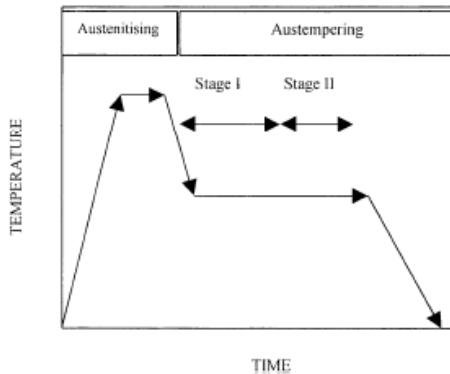 Austenitising
Austempering
Stage I
Stage II
TEMPERATURE
TIME